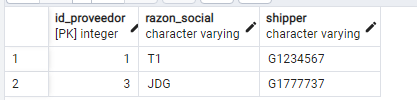 id_proveedor razon_social shipper
[PK] integer character varying character varying
1 1 T1 G1234567
2 3 JDG G1777737